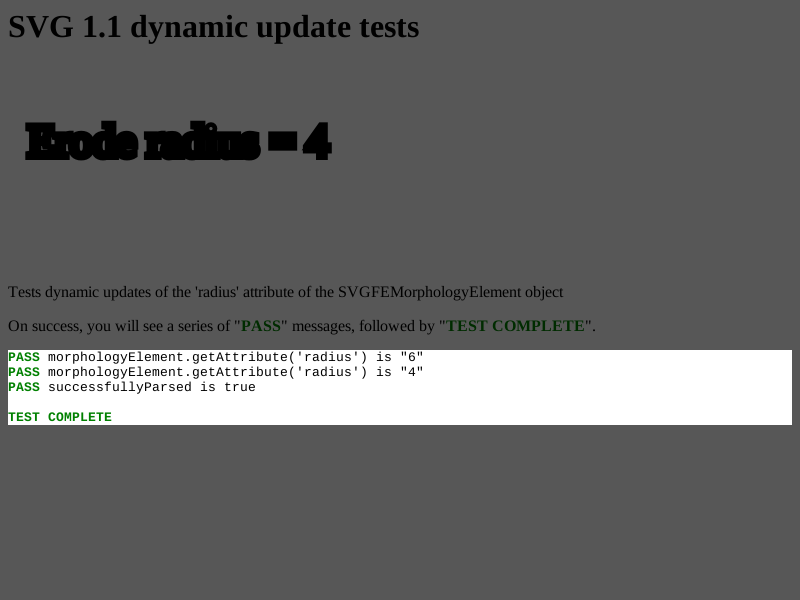 SVG 1.1 dynamic update tests
Erode radius = 4
Tests dynamic updates of the 'radius' attribute of the SVGFEMorphologyElement object
On success, you will see a series of "PASS" messages, followed by "TEST COMPLETE".
PASS morphologyElement.getAttribute('radius') is "6"
PASS morphologyElement.getAttribute('radius') is "4"
PASS successfullyParsed is true
TEST COMPLETE